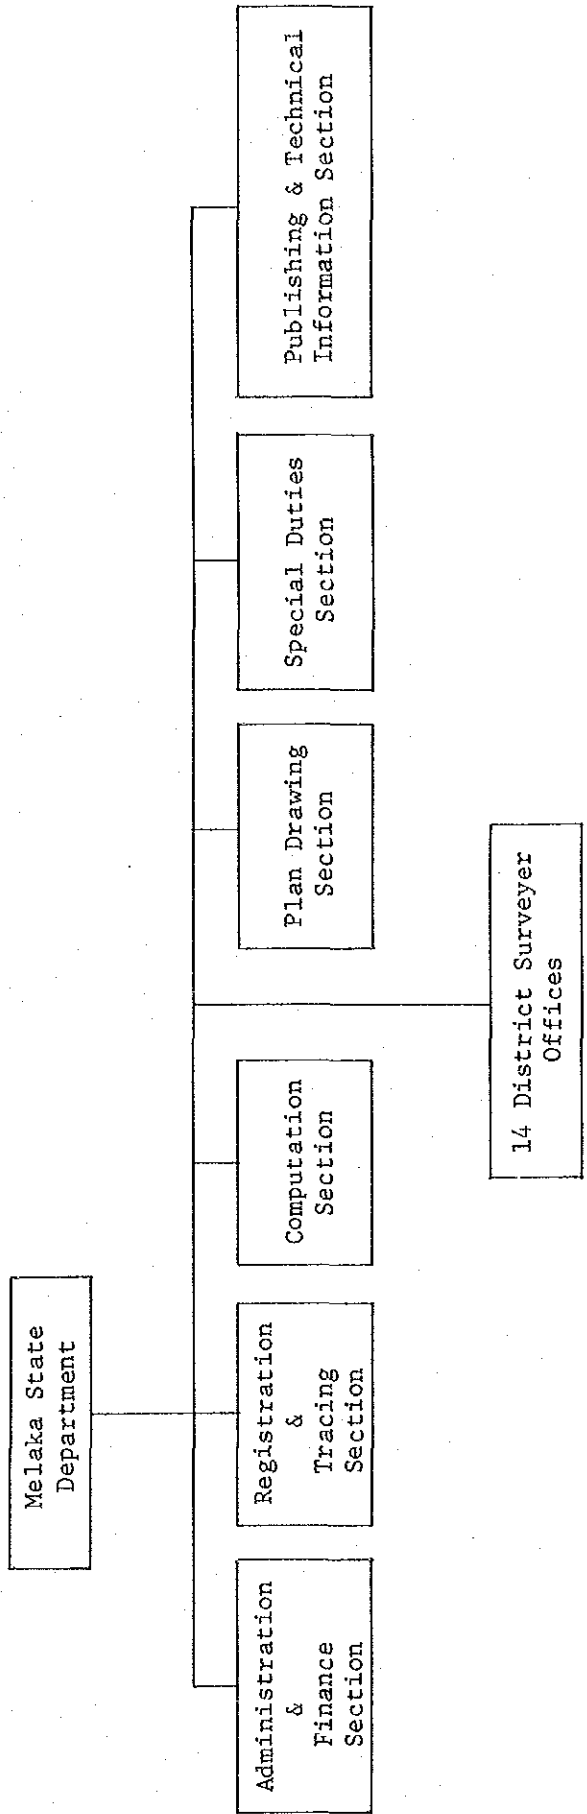 Melaka State
Department
Administration
&
Finance
Section
Registration
&
Tracing
Section
Computation
Section
Plan Drawing
Section
Special Duties
Section
Publishing & Technical
Information Section
14 District Surveyer
Offices